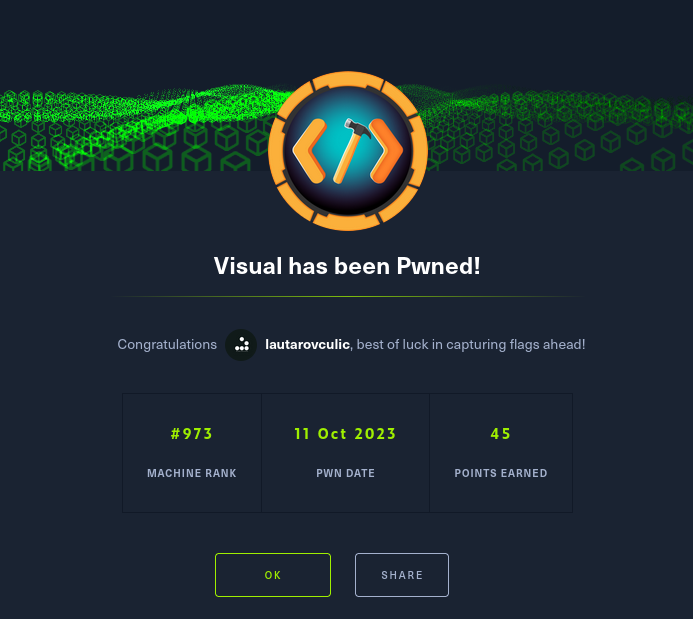 Visual has been Pwned!
Congratulations lautarovculic, best of luck in capturing flags ahead!
#973 11 Oct 2023 45
MACHINE RANK PWN DATE POINTS EARNED
OK SHARE